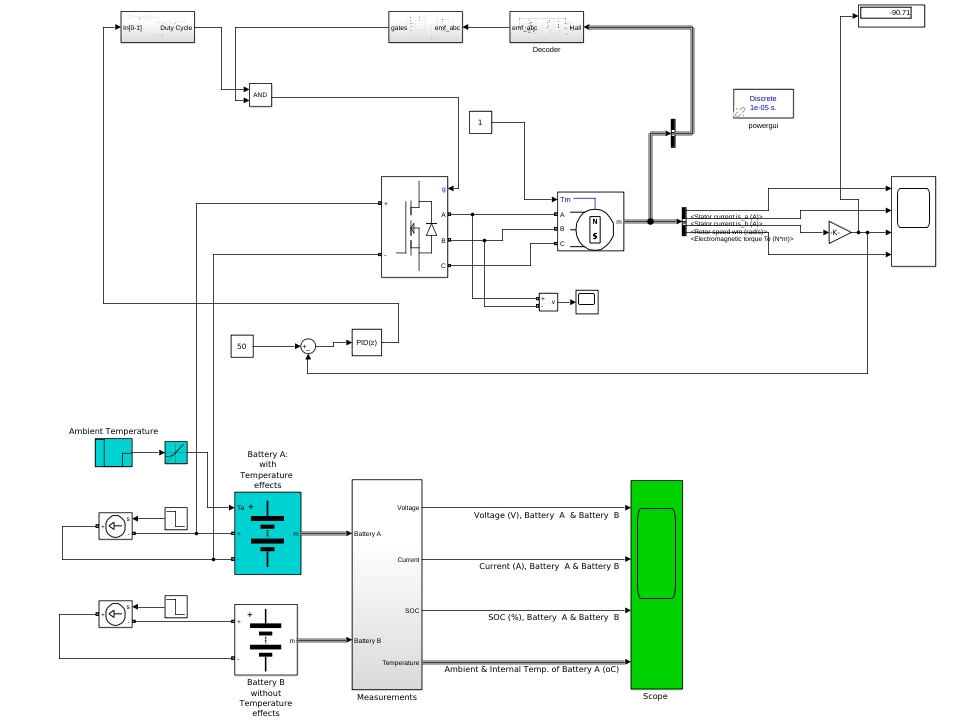 -90.71
In[0-1]
Duty Cycle
gates
emf_abc
emf_abc
Hall
Decoder
AND
1
Discrete
1e-05 s.
powergui
g
+
-
A
B
C
Tm
A
B
C
N
S
m
<Stator current is_a (A)>
<Stator current is_b (A)>
<Rotor speed wm (rad/s)>
<Electromagnetic torque Te (N*m)>
-K-
+
-
v
50
+
PID(z)
Ambient Temperature
Battery A:
with
Temperature
effects
Ta
+
+
-
m
s
+
-
Battery A
Voltage
Voltage (V), Battery A & Battery B
Current
Current (A), Battery A & Battery B
SOC
SOC (%), Battery A & Battery B
Battery B
Temperature
Ambient & Internal Temp. of Battery A (oC)
s
+
-
+
+
-
m
Battery B
without
Temperature
effects
Measurements
Scope